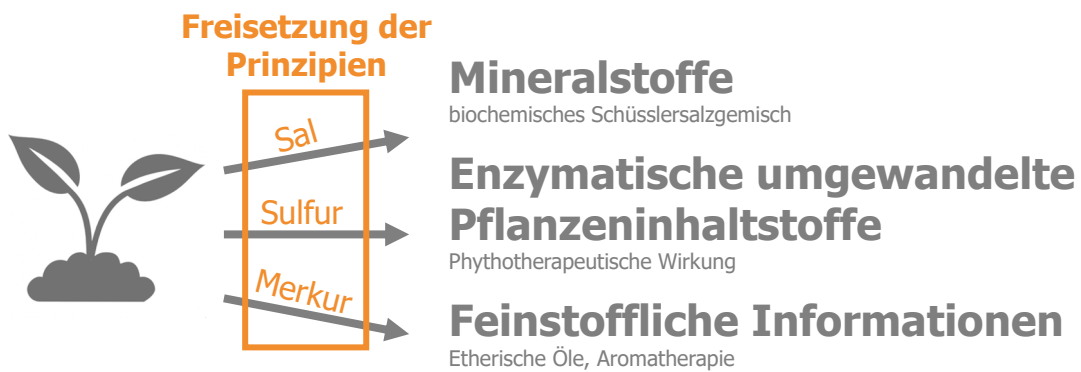 Freisetzung der
Prinzipien
Sal
Mineralstoffe
biochemisches Schüsslersalzgemisch
Sulfur
Enzymatische umgewandelte
Pflanzeninhaltstoffe
Phythotherapeutische Wirkung
Merkur
Feinstoffliche Informationen
Etherische Öle, Aromatherapie